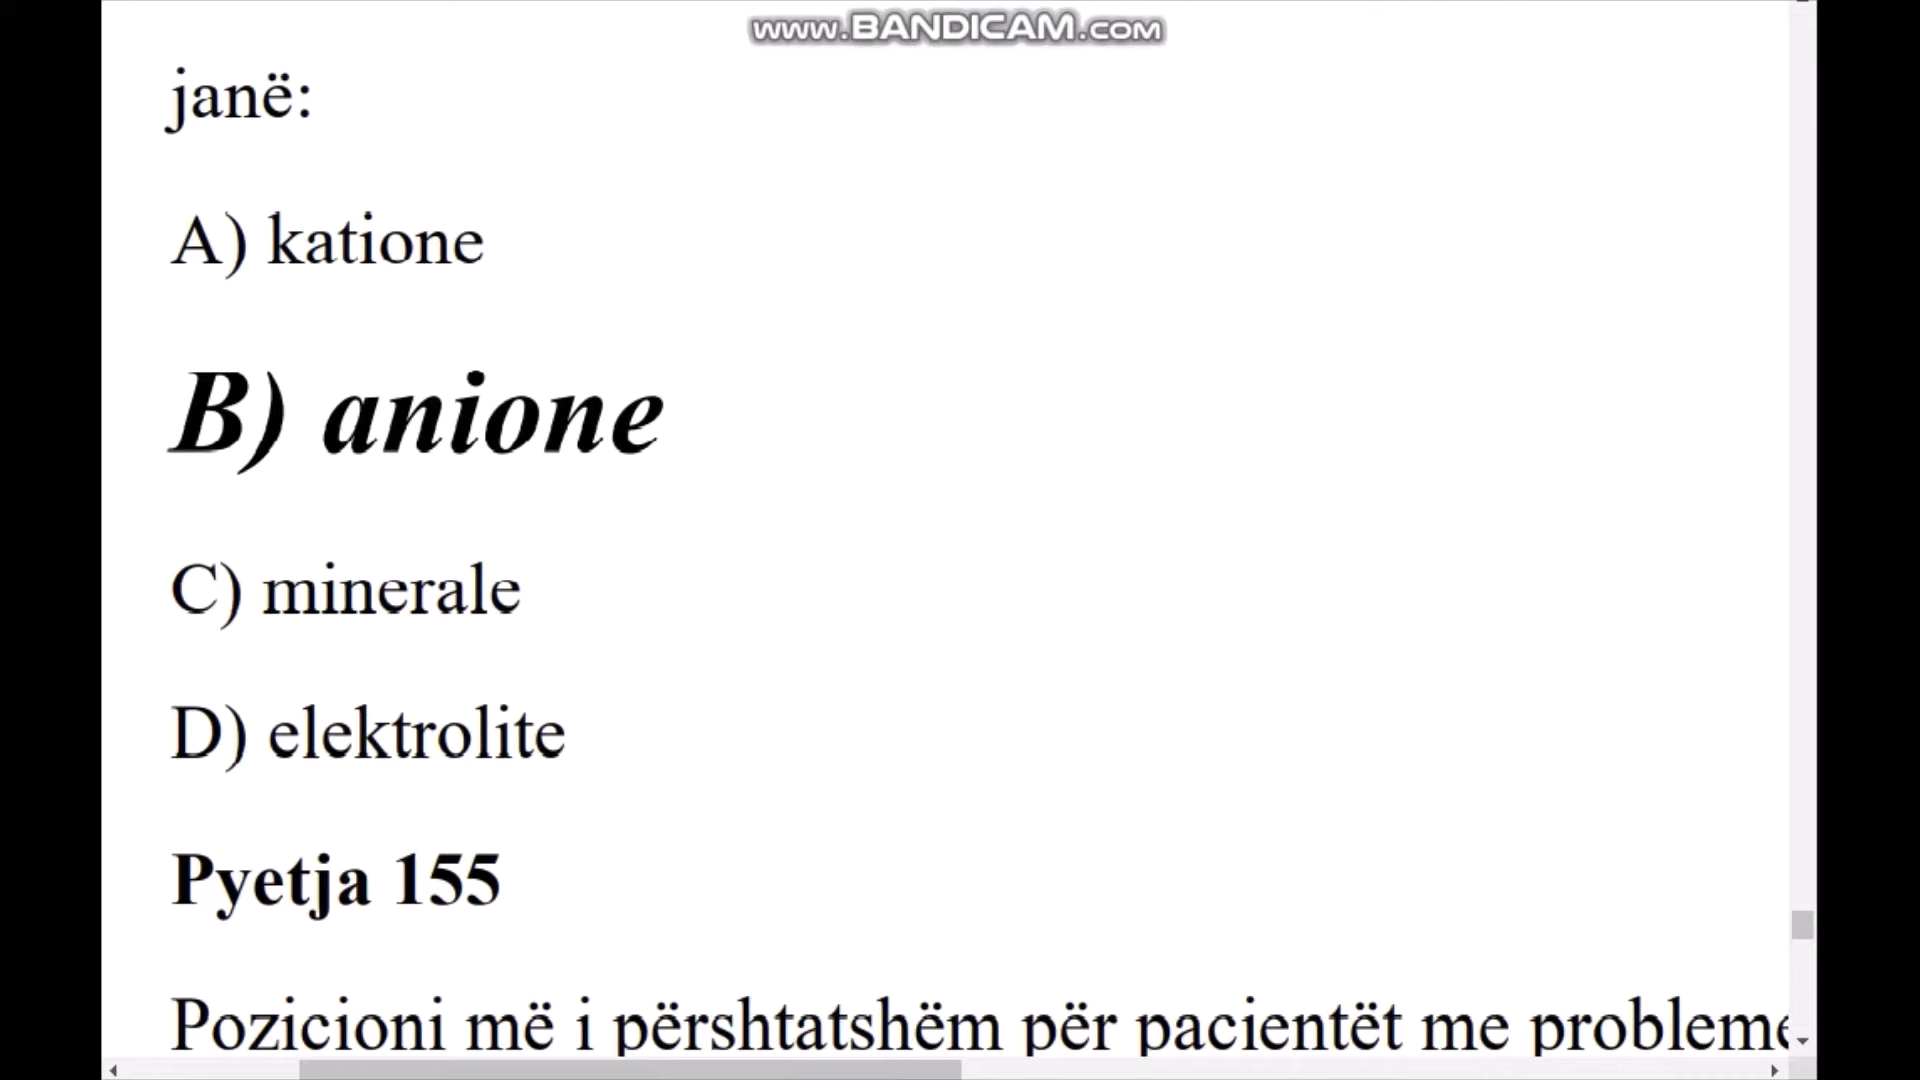 www.BANDICAM.com
janë:
A) katione
B) anione
C) minerale
D) elektrolite
Pyetja 155
Pozicioni më i përshtatshëm për pacientët me probleme